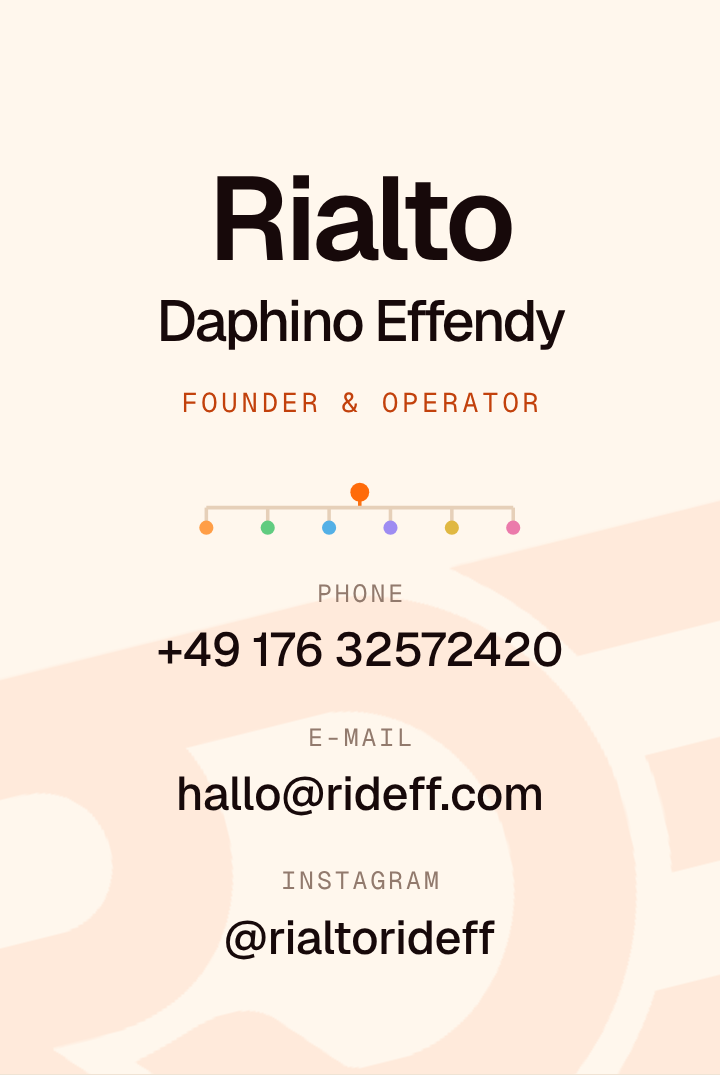 Rialto
Daphino Effendy
FOUNDER & OPERATOR
PHONE
+49 176 32572420
E-MAIL
hallo@rideff.com
INSTAGRAM
@rialtorideff